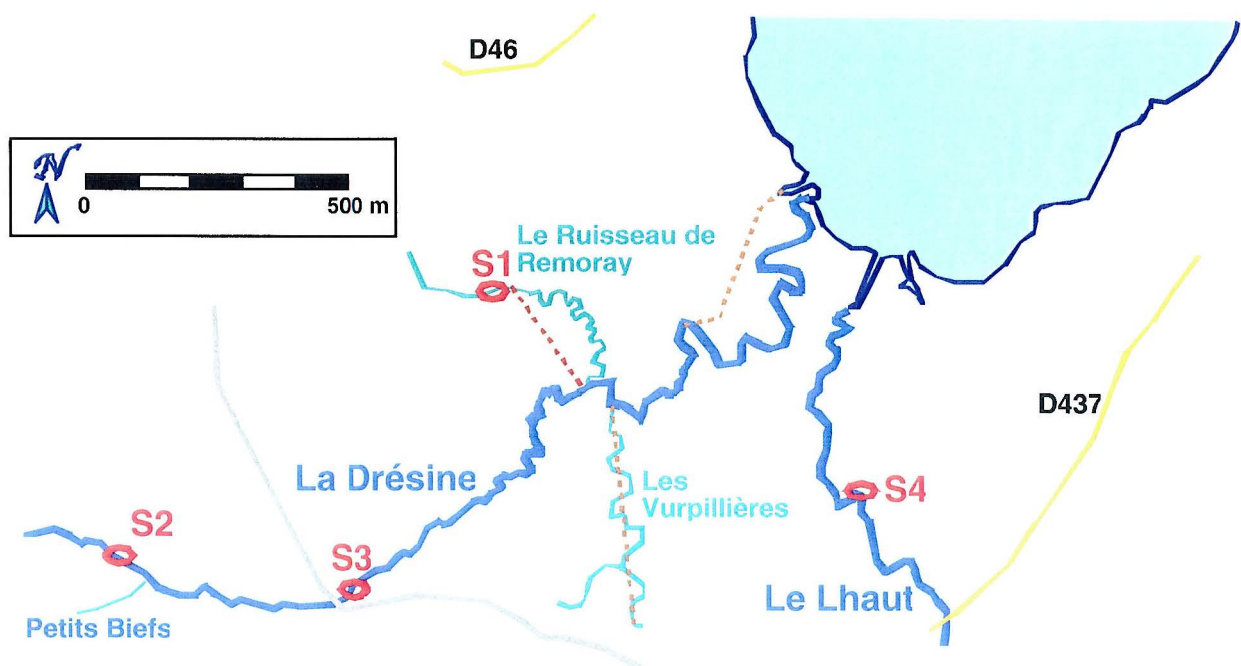 D46
N
0 500 m
Le Ruisseau de
Remoray
S1
D437
La Drésine
Les
Vurpillières
S4
S2
S3
Le Lhaut
Petits Biefs